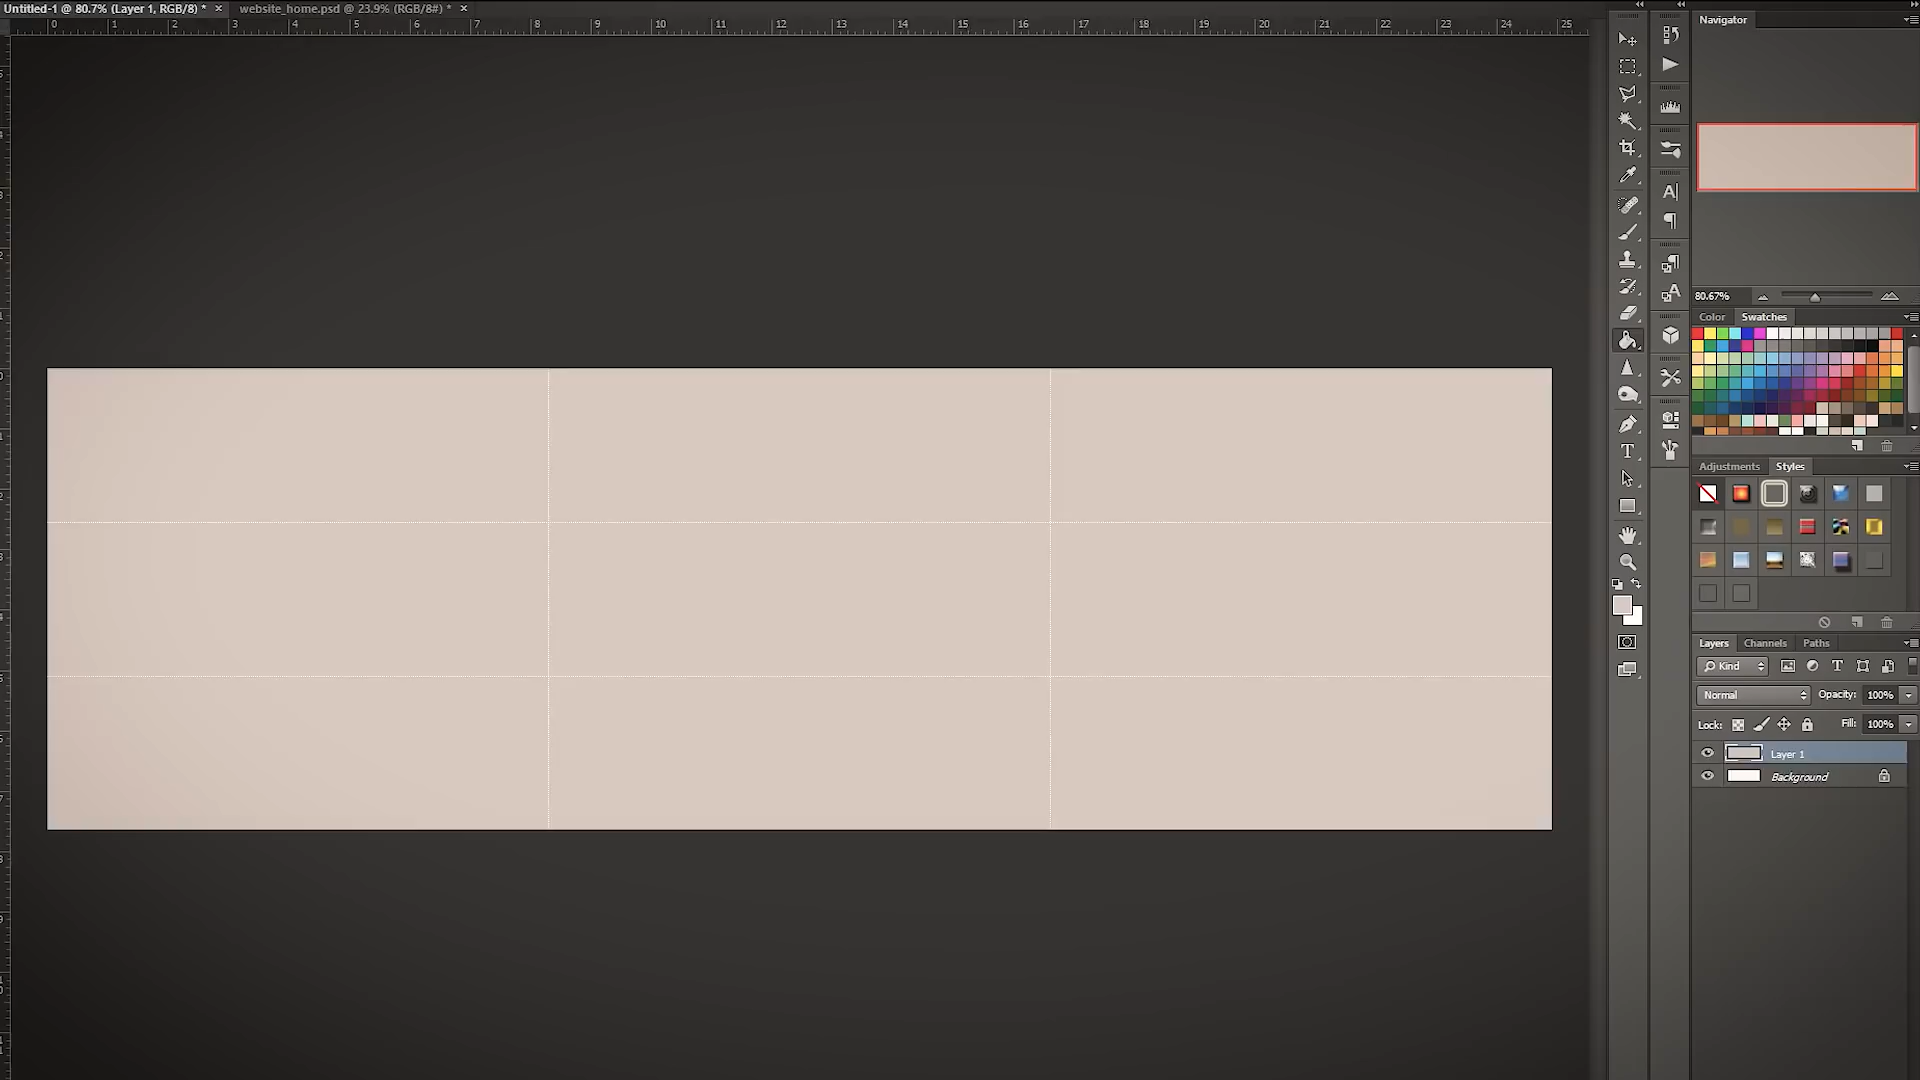 Untitled-1 @ 80.7% (Layer 1, RGB/8) * ×
website_home.psd @ 23.9% (RGB/8#) * ×
0 1 2 3 4 5 6 7 8 9 10 11 12 13 14 15 16 17 18 19 20 21 22 23 24 25
Navigator
80.67%
Color Swatches
Adjustments Styles
Layers Channels Paths
Kind
Normal Opacity: 100%
Lock: Fill: 100%
Layer 1
Background